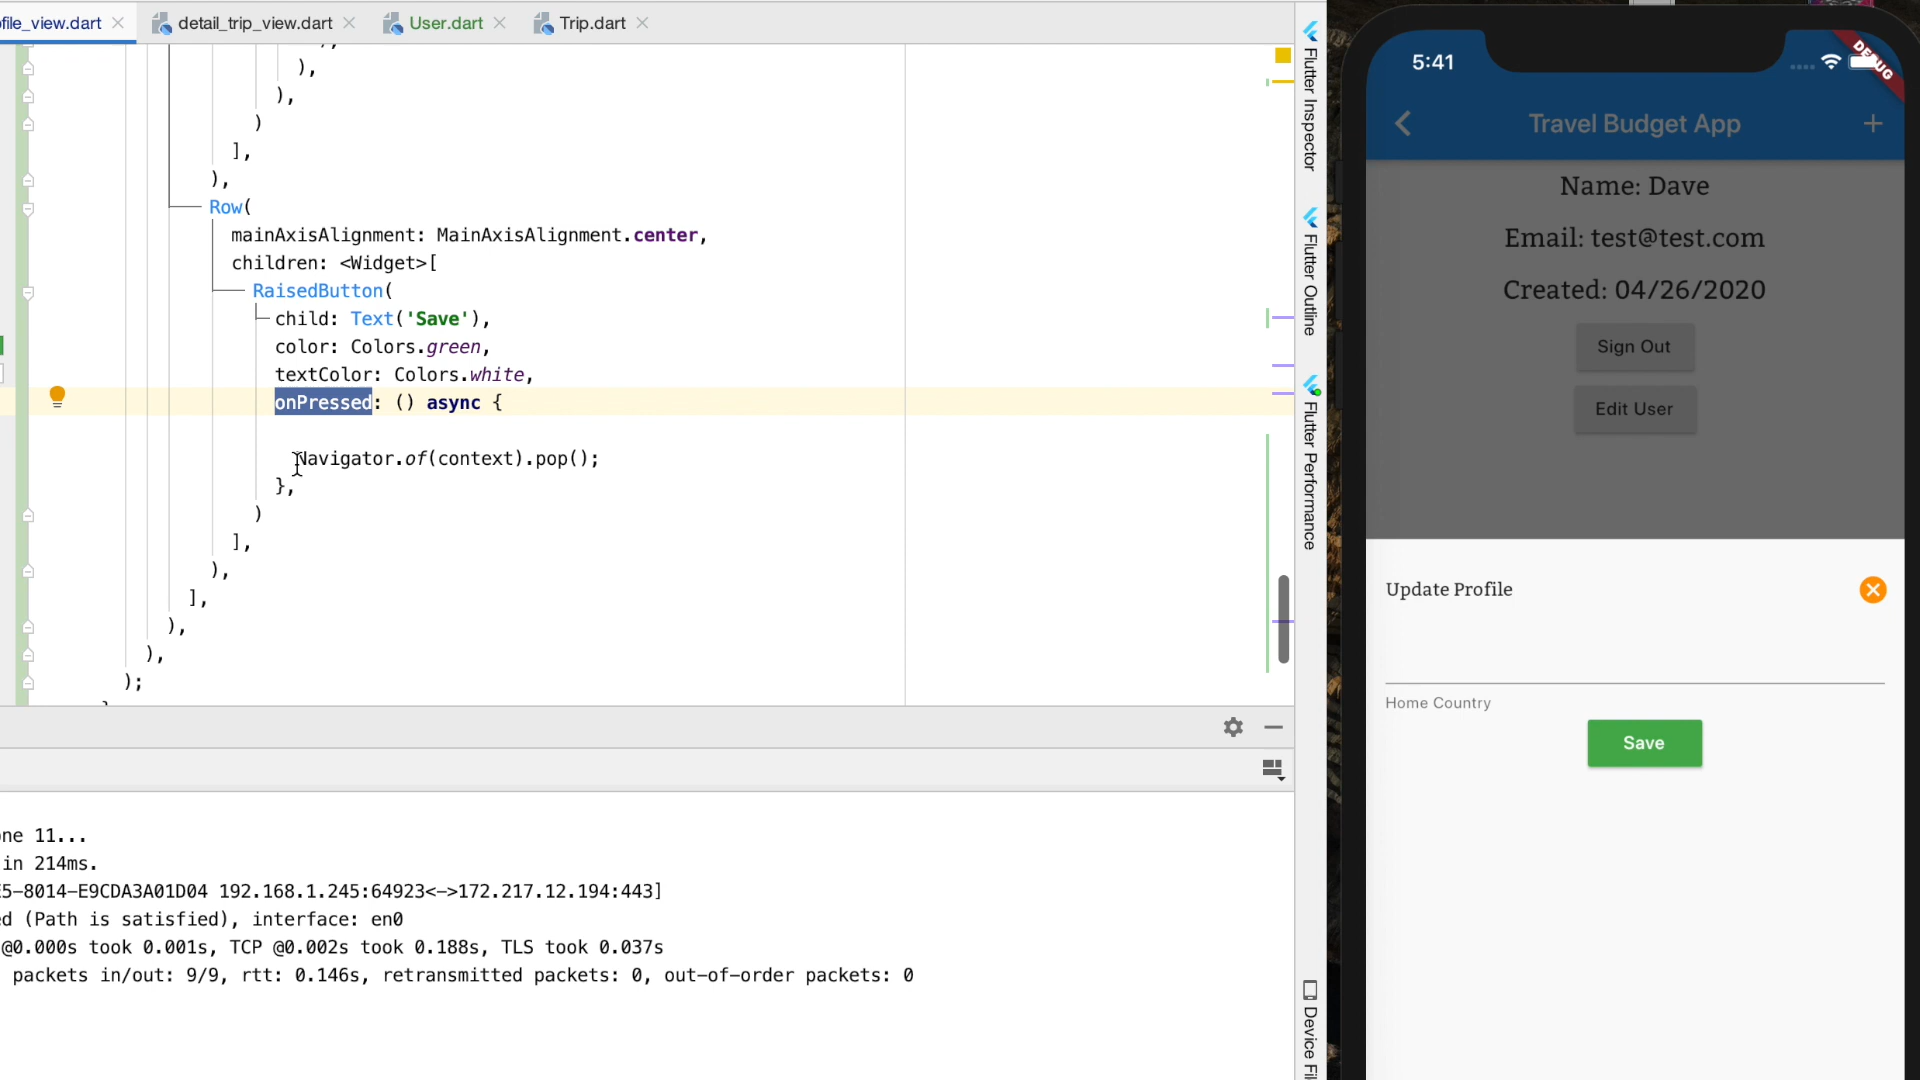 file_view.dart
detail_trip_view.dart
User.dart
Trip.dart
),
),
)
],
),
Row(
mainAxisAlignment: MainAxisAlignment.center,
children: <Widget>[
RaisedButton(
child: Text('Save'),
color: Colors.green,
textColor: Colors.white,
onPressed: () async {
Navigator.of(context).pop();
},
)
],
),
],
),
),
);
one 11...
in 214ms.
E5-8014-E9CDA3A01D04 192.168.1.245:64923<->172.217.12.194:443]
ed (Path is satisfied), interface: en0
@0.000s took 0.001s, TCP @0.002s took 0.188s, TLS took 0.037s
packets in/out: 9/9, rtt: 0.146s, retransmitted packets: 0, out-of-order packets: 0
Flutter Inspector
Flutter Outline
Flutter Performance
Device Fil
5:41
DEBUG
Travel Budget App
Name: Dave
Email: test@test.com
Created: 04/26/2020
Sign Out
Edit User
Update Profile
Home Country
Save